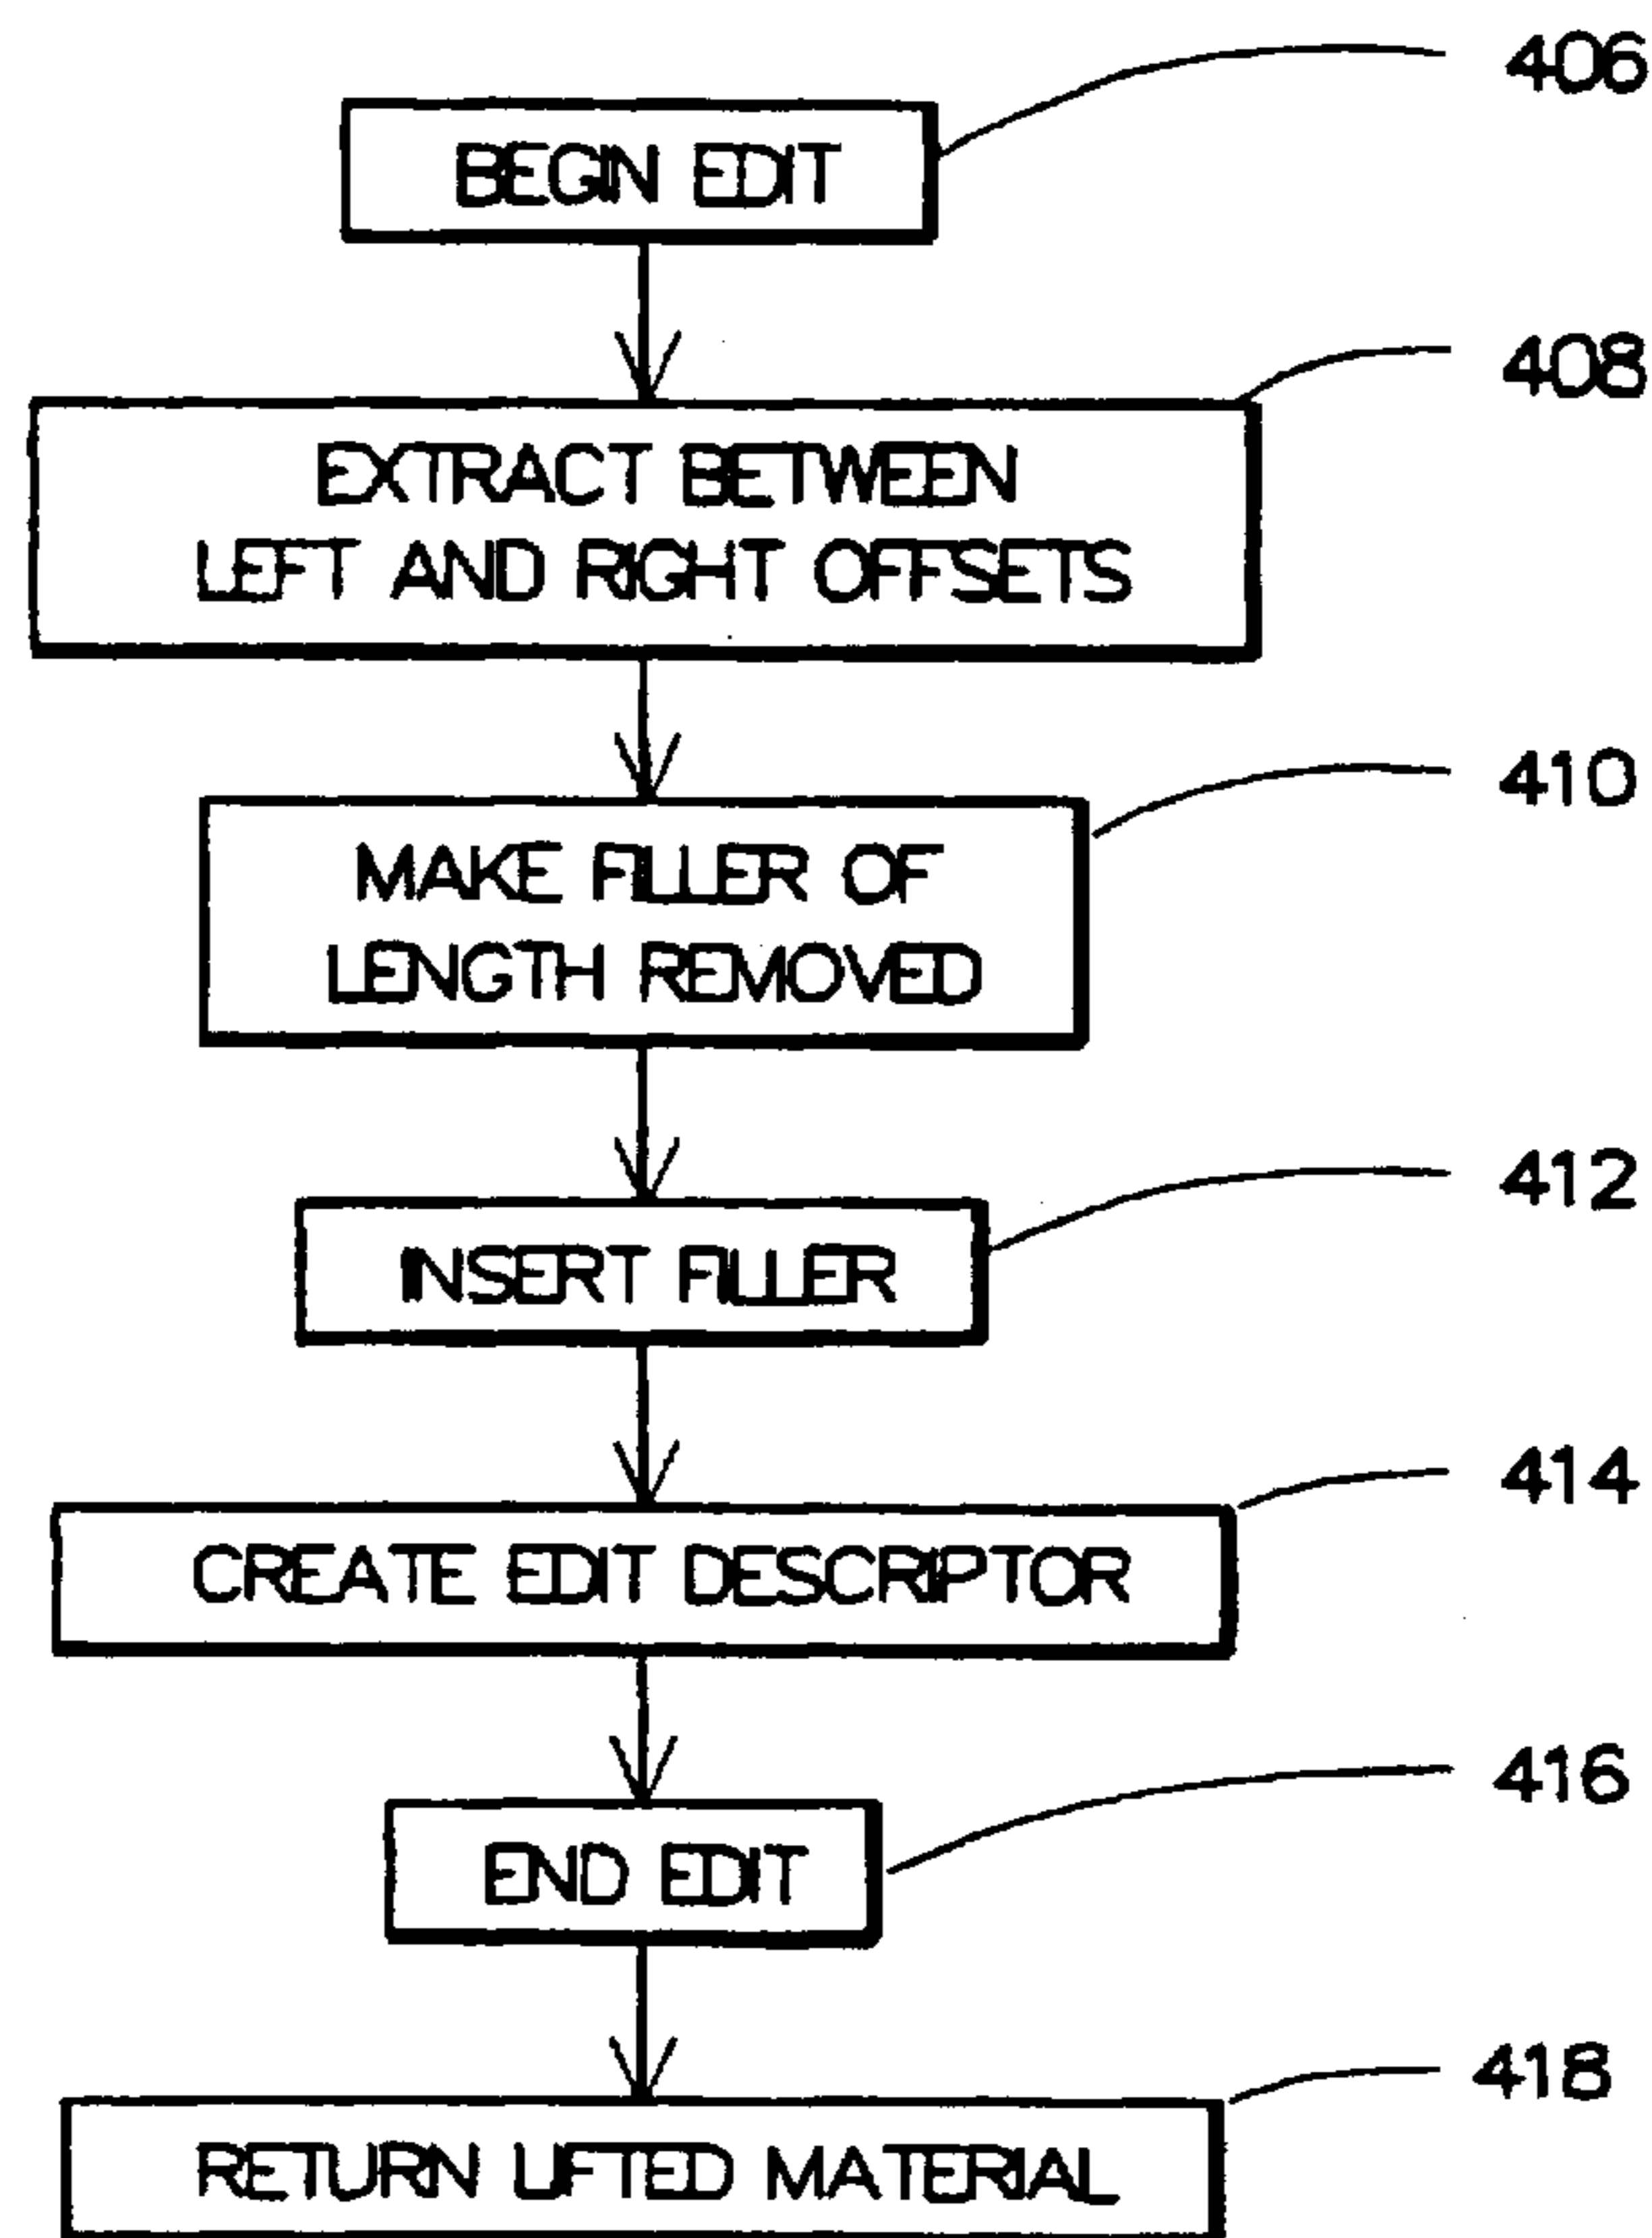 406
BEGIN EDIT
408
EXTRACT BETWEEN
LEFT AND RIGHT OFFSETS
410
MAKE FILLER OF
LENGTH REMOVED
412
INSERT FILLER
414
CREATE EDIT DESCRIPTOR
416
END EDIT
418
RETURN LIFTED MATERIAL